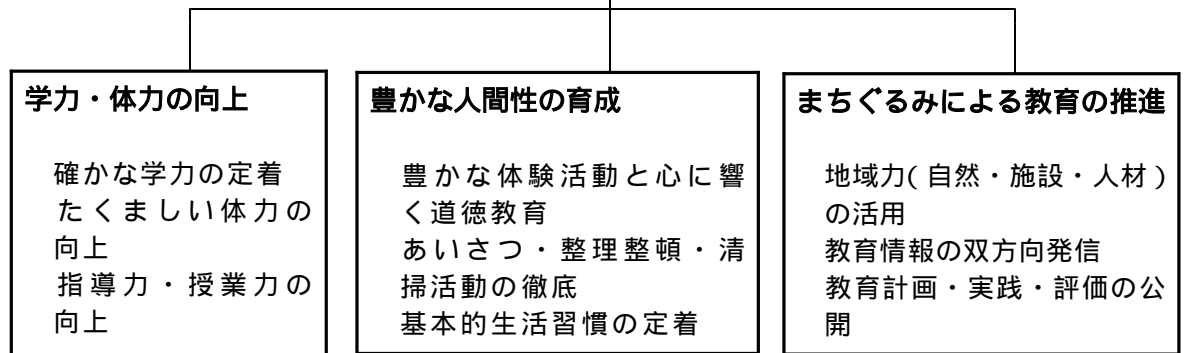 学力・体力の向上
確かな学力の定着
たくましい体力の
向上
指導力・授業力の
向上
豊かな人間性の育成
豊かな体験活動と心に響
く道徳教育
あいさつ・整理整頓・清
掃活動の徹底
基本的生活習慣の定着
まちぐるみによる教育の推進
地域力(自然・施設・人材)
の活用
教育情報の双方向発信
教育計画・実践・評価の公
開